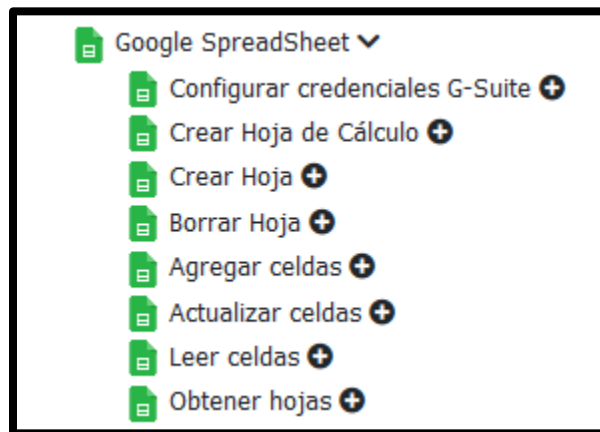 Google SpreadSheet
Configurar credenciales G-Suite
Crear Hoja de Cálculo
Crear Hoja
Borrar Hoja
Agregar celdas
Actualizar celdas
Leer celdas
Obtener hojas